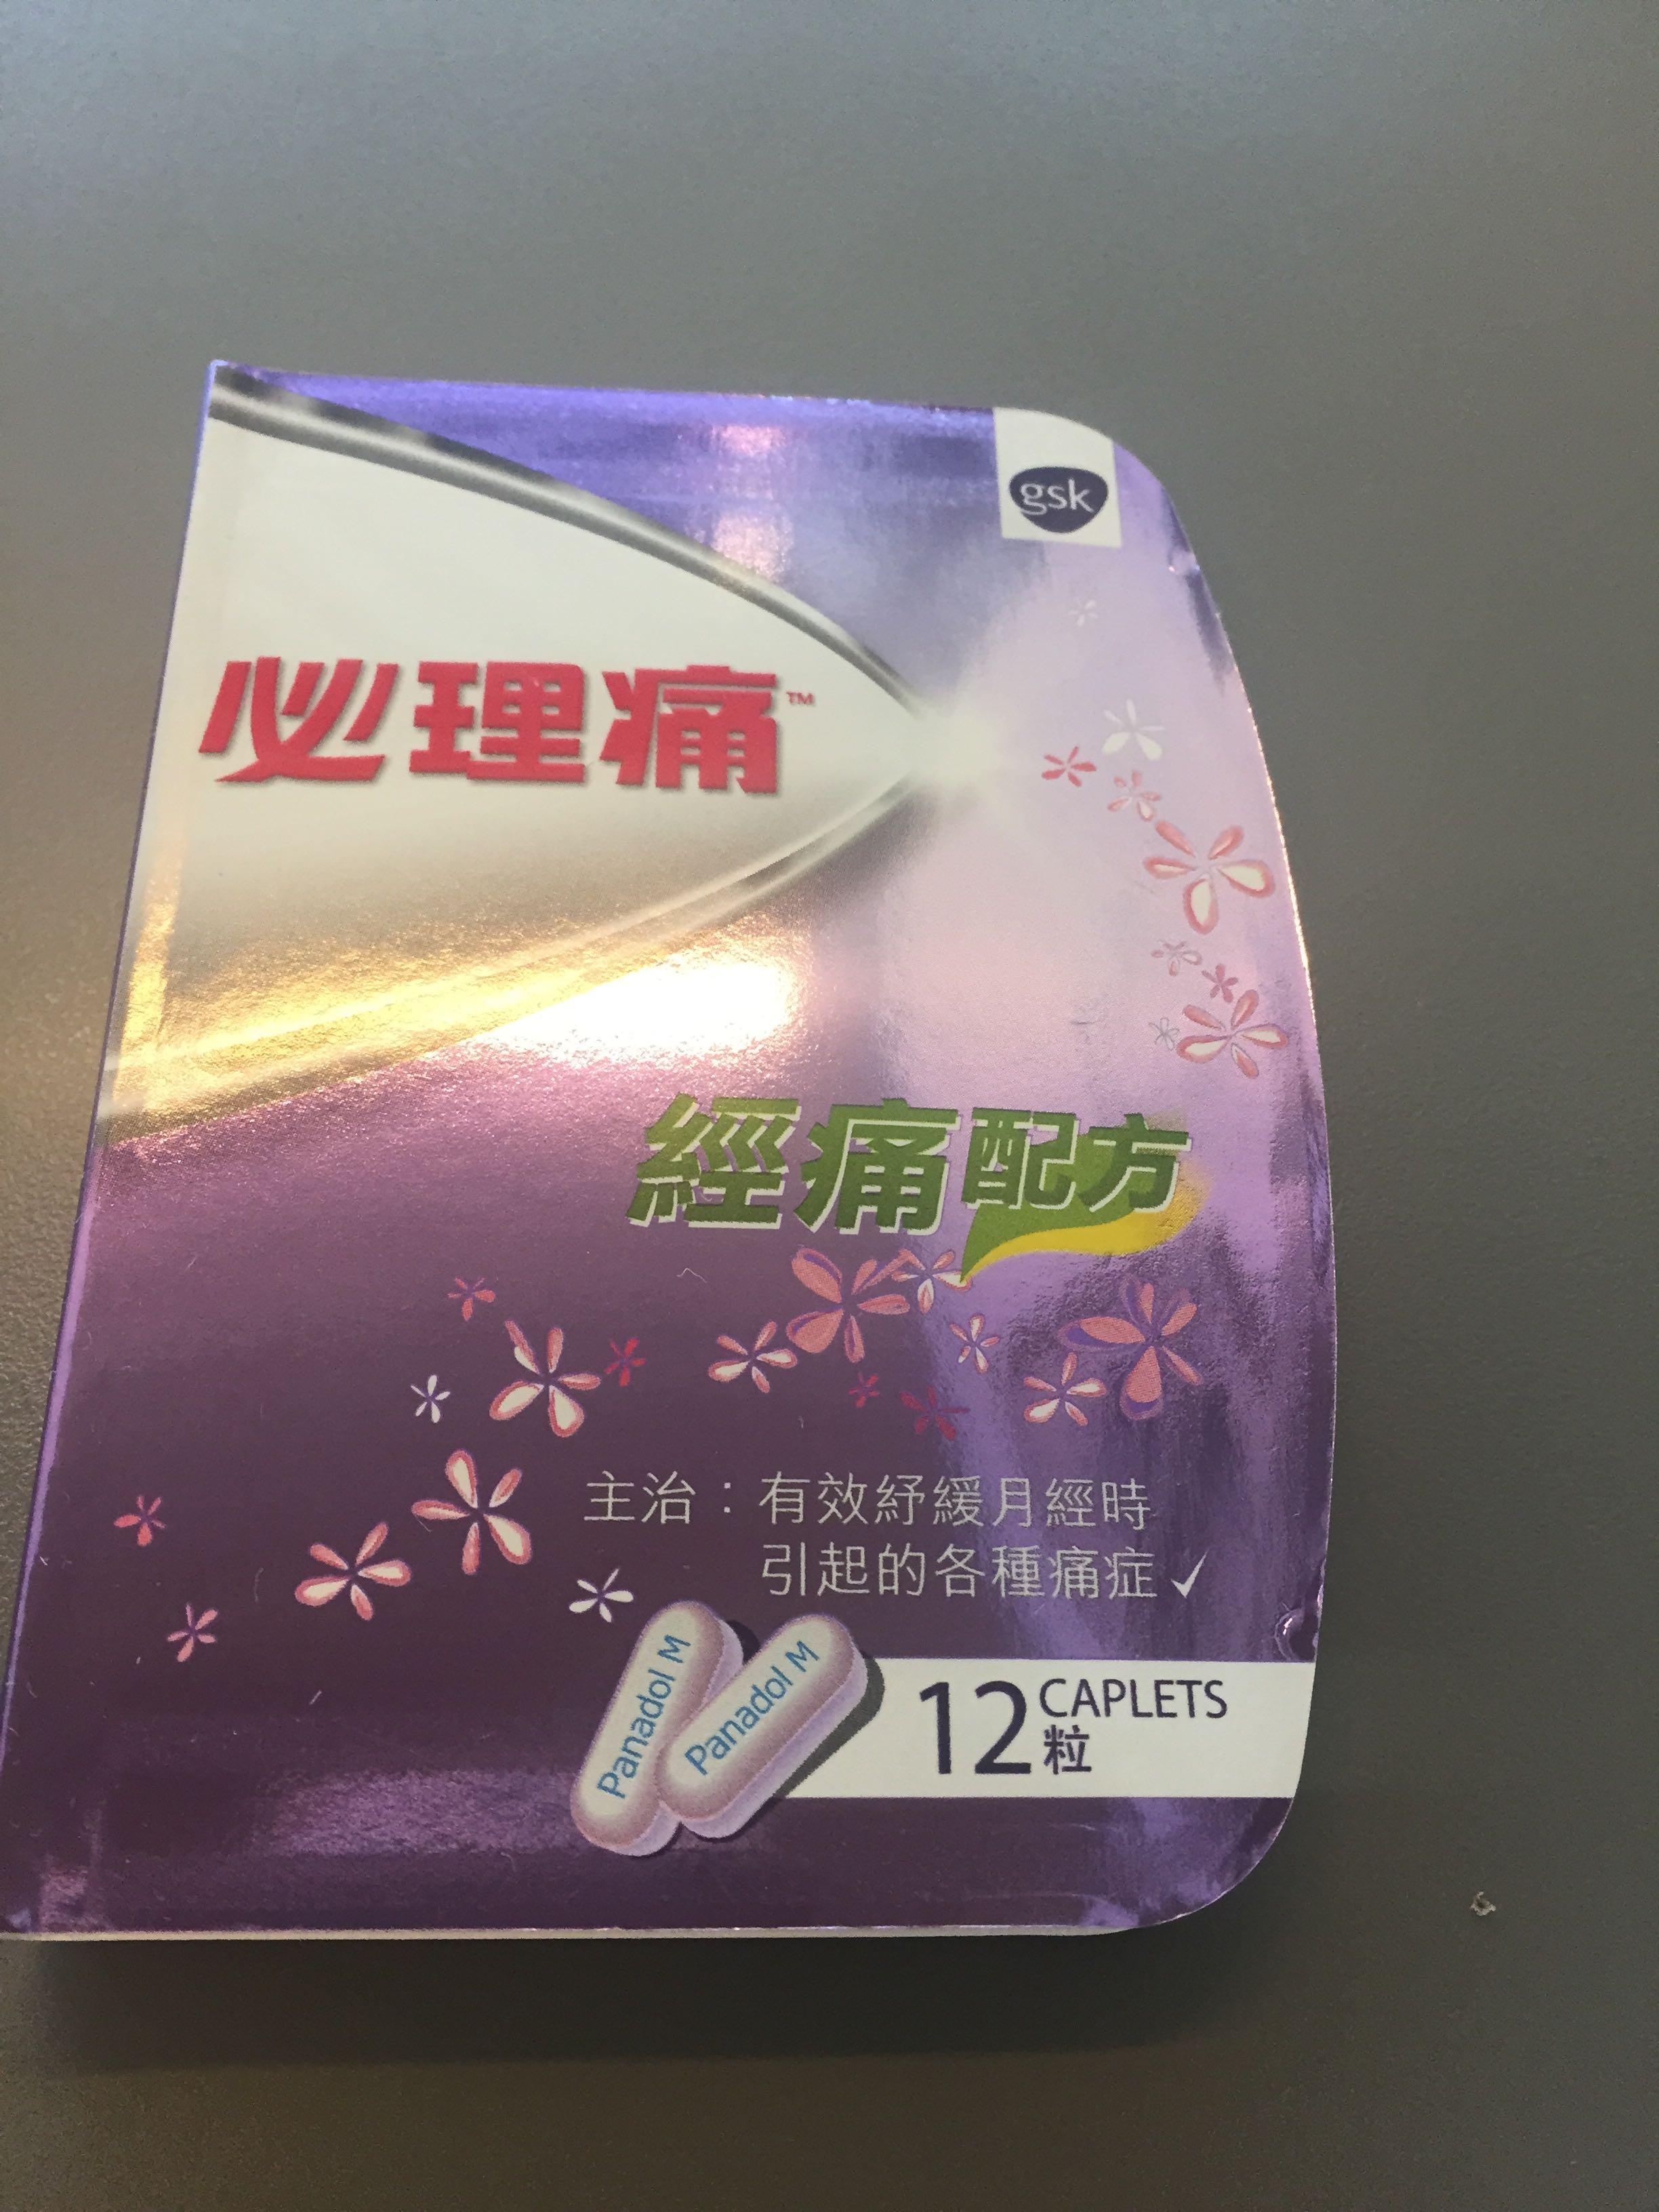 gsk
必理痛™
經痛配方
主治：有效紓緩月經時
引起的各種痛症✓
Panadol M
Panadol M
12 CAPLETS
粒